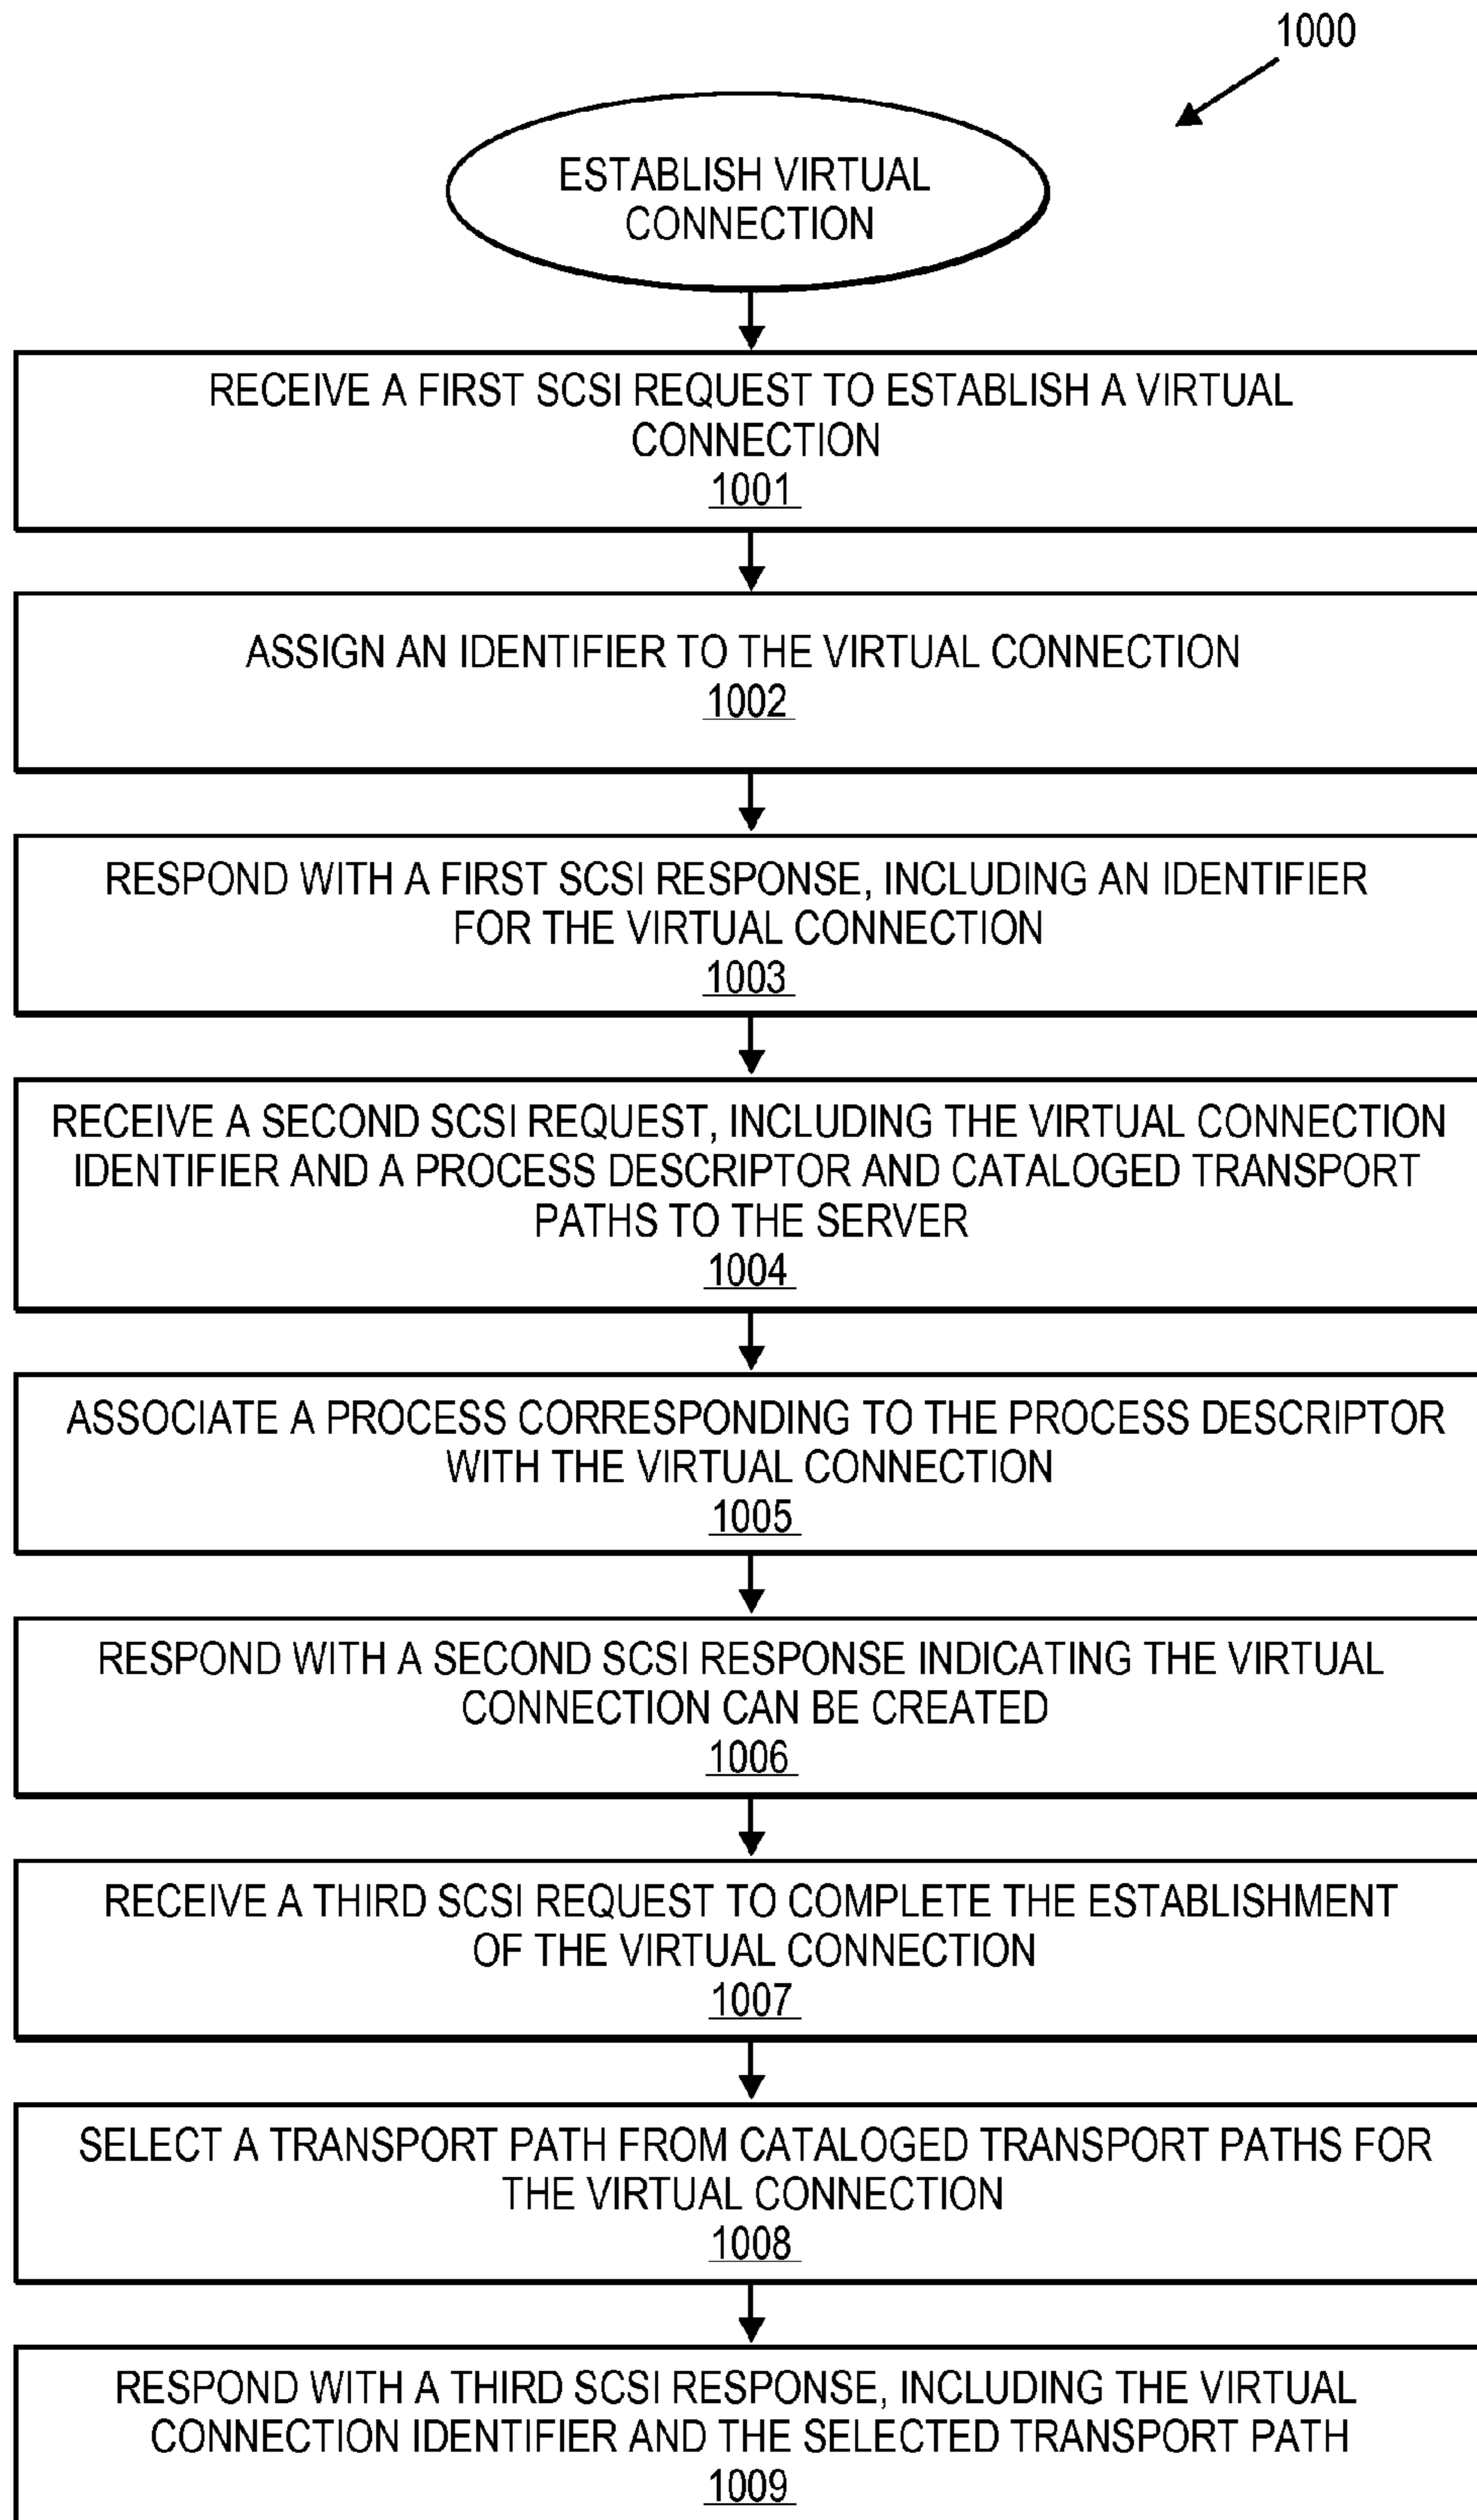 1000
ESTABLISH VIRTUAL
CONNECTION
RECEIVE A FIRST SCSI REQUEST TO ESTABLISH A VIRTUAL
CONNECTION
1001
ASSIGN AN IDENTIFIER TO THE VIRTUAL CONNECTION
1002
RESPOND WITH A FIRST SCSI RESPONSE, INCLUDING AN IDENTIFIER
FOR THE VIRTUAL CONNECTION
1003
RECEIVE A SECOND SCSI REQUEST, INCLUDING THE VIRTUAL CONNECTION
IDENTIFIER AND A PROCESS DESCRIPTOR AND CATALOGED TRANSPORT
PATHS TO THE SERVER
1004
ASSOCIATE A PROCESS CORRESPONDING TO THE PROCESS DESCRIPTOR
WITH THE VIRTUAL CONNECTION
1005
RESPOND WITH A SECOND SCSI RESPONSE INDICATING THE VIRTUAL
CONNECTION CAN BE CREATED
1006
RECEIVE A THIRD SCSI REQUEST TO COMPLETE THE ESTABLISHMENT
OF THE VIRTUAL CONNECTION
1007
SELECT A TRANSPORT PATH FROM CATALOGED TRANSPORT PATHS FOR
THE VIRTUAL CONNECTION
1008
RESPOND WITH A THIRD SCSI RESPONSE, INCLUDING THE VIRTUAL
CONNECTION IDENTIFIER AND THE SELECTED TRANSPORT PATH
1009